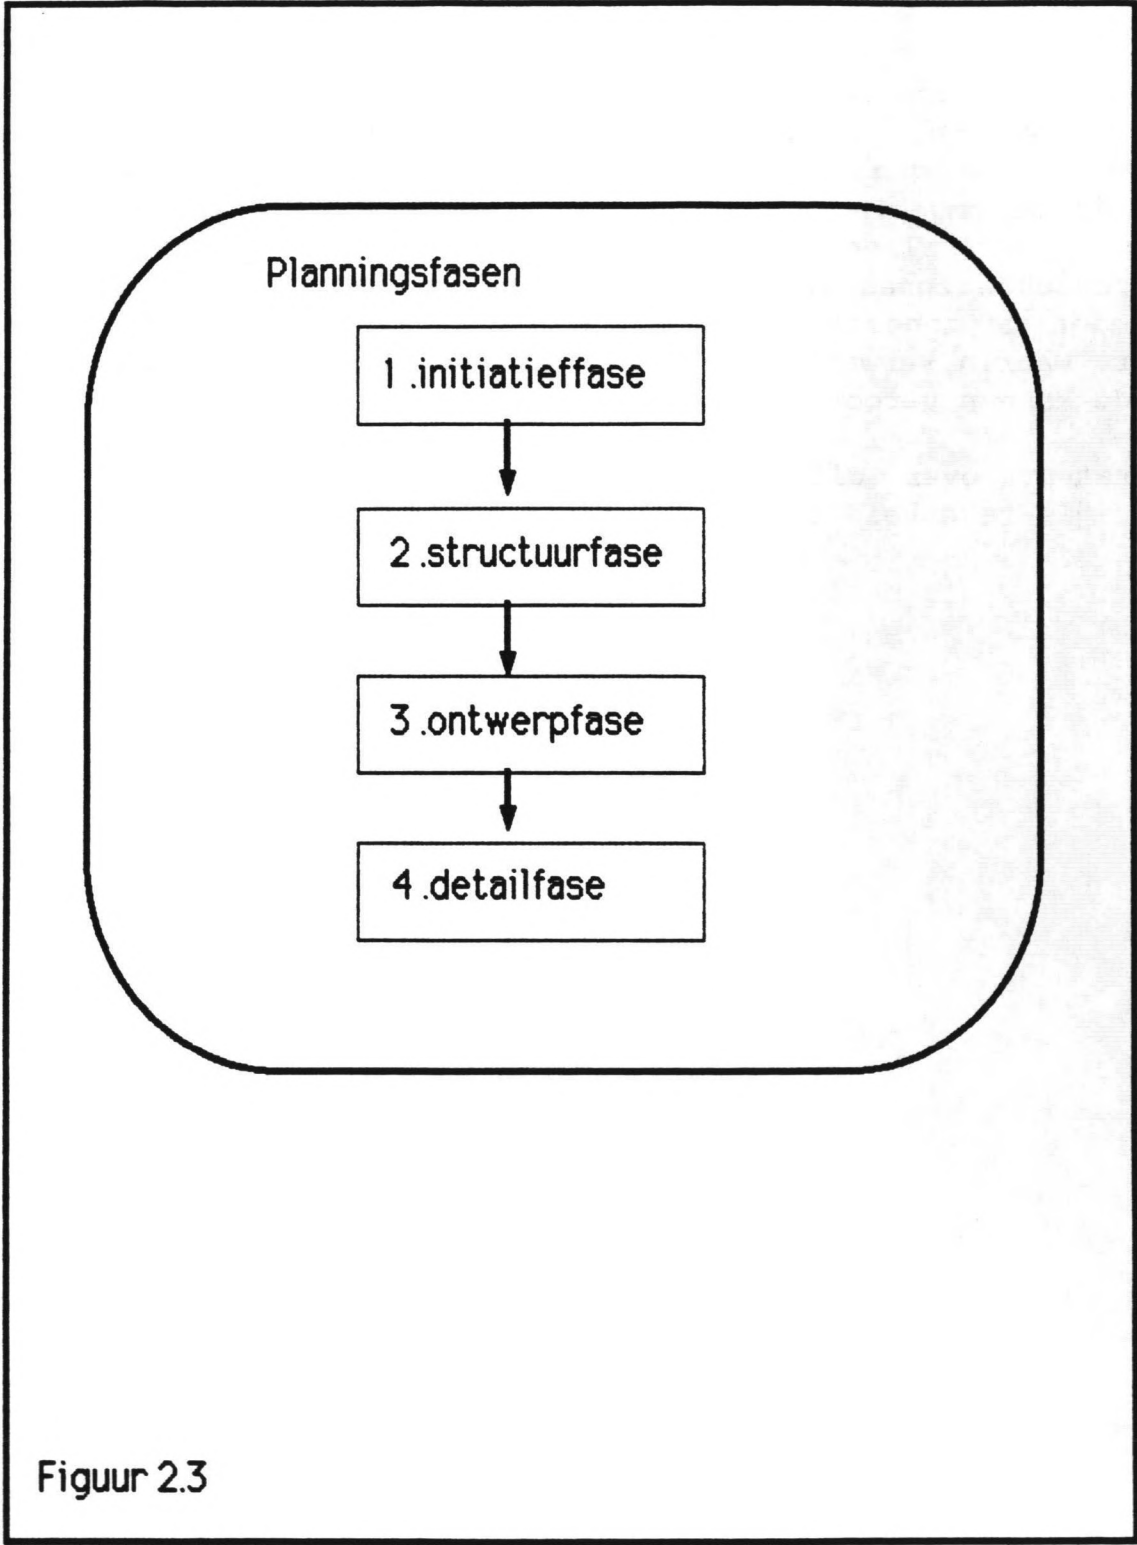 Planningsfasen
1.initiatieffase
2.structuurfase
3.ontwerpfase
4.detailfase
Figuur 2.3